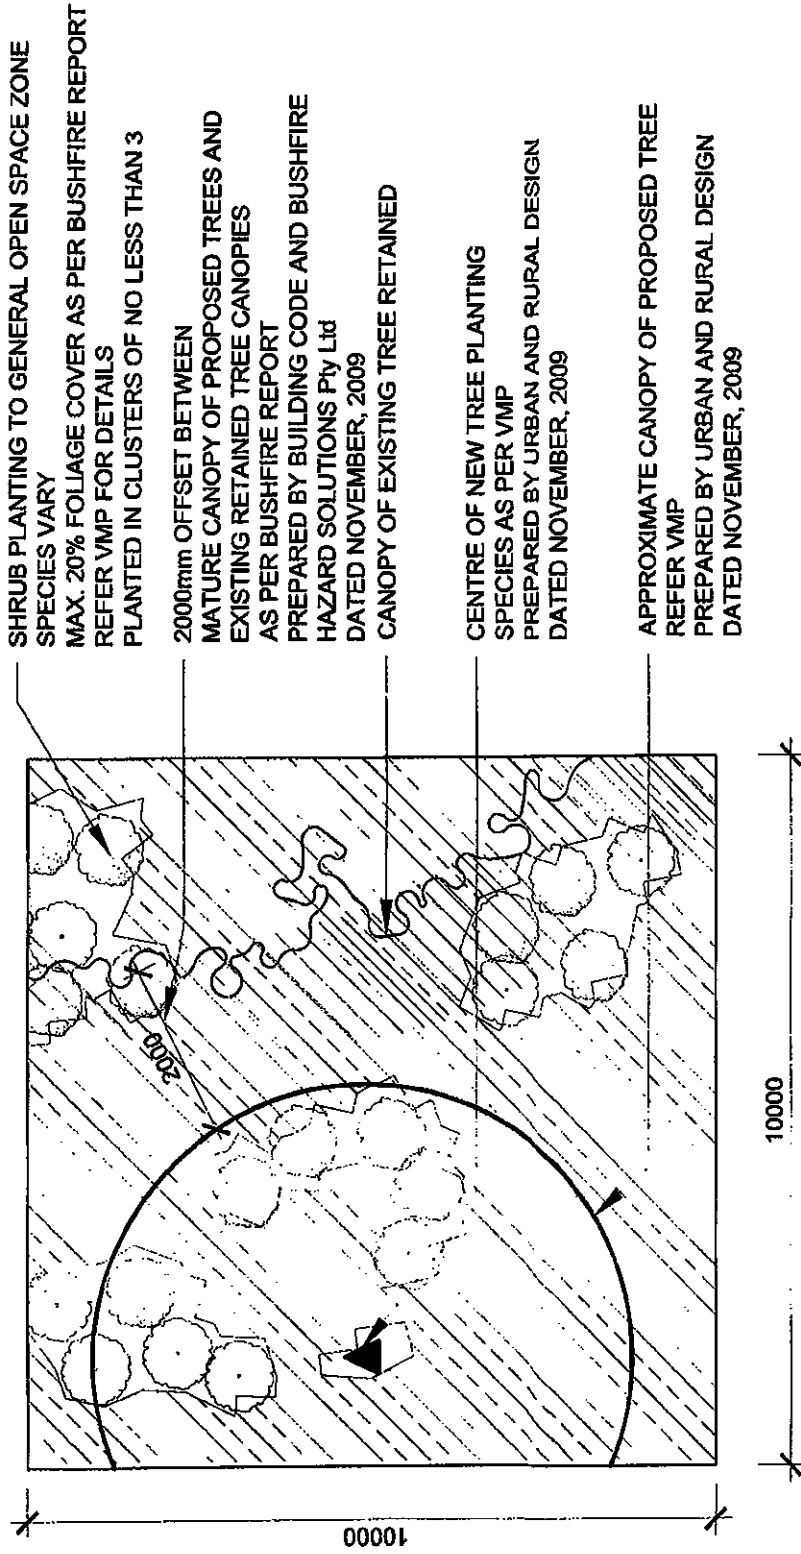 SHRUB PLANTING TO GENERAL OPEN SPACE ZONE
SPECIES VARY
MAX. 20% FOLIAGE COVER AS PER BUSHFIRE REPORT
REFER VMP FOR DETAILS
PLANTED IN CLUSTERS OF NO LESS THAN 3
2000mm OFFSET BETWEEN
MATURE CANOPY OF PROPOSED TREES AND
EXISTING RETAINED TREE CANOPIES
AS PER BUSHFIRE REPORT
PREPARED BY BUILDING CODE AND BUSHFIRE
HAZARD SOLUTIONS Pty Ltd
DATED NOVEMBER, 2009
CANOPY OF EXISTING TREE RETAINED
CENTRE OF NEW TREE PLANTING
SPECIES AS PER VMP
PREPARED BY URBAN AND RURAL DESIGN
DATED NOVEMBER, 2009
APPROXIMATE CANOPY OF PROPOSED TREE
REFER VMP
PREPARED BY URBAN AND RURAL DESIGN
DATED NOVEMBER, 2009
2000
10000
10000